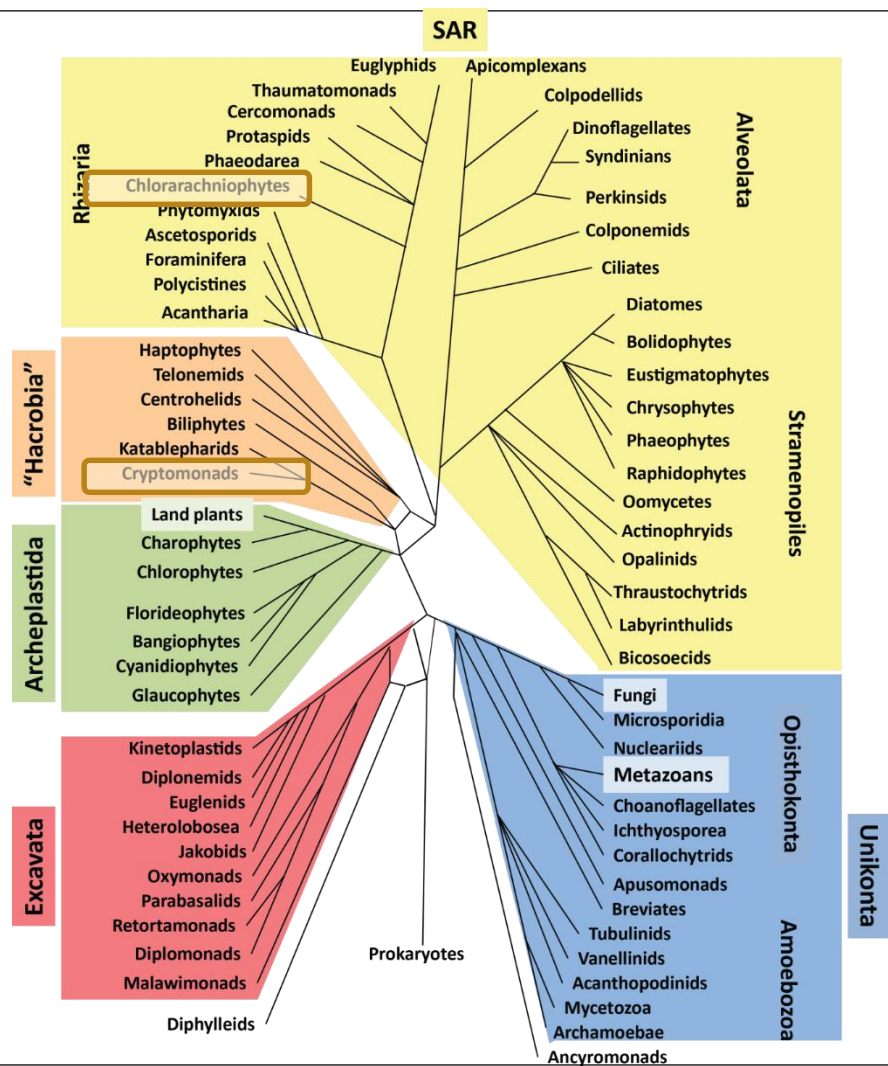 SAR
Euglyphids
Apicomplexans
Thaumatomonads
Colpodellids
Cercomonads
Dinoflagellates
Protaspids
Syndinians
Phaeodarea
Chlorarachniophytes
Perkinsids
Phytomyxids
Colponemids
Ascetosporids
Foraminifera
Ciliates
Polycistines
Acantharia
Rhizaria
Alveolata
Diatomes
Bolidophytes
Eustigmatophytes
Chrysophytes
Phaeophytes
Raphidophytes
Oomycetes
Actinophryids
Opalinids
Thraustochytrids
Labyrinthulids
Bicosoecids
Stramenopiles
"Hacrobia"
Haptophytes
Telonemids
Centrohelids
Biliphytes
Katablepharids
Cryptomonads
Archeplastida
Land plants
Charophytes
Chlorophytes
Florideophytes
Bangiophytes
Cyanidiophytes
Glaucophytes
Excavata
Kinetoplastids
Diplonemids
Euglenids
Heterolobosea
Jakobids
Oxymonads
Parabasalids
Retortamonads
Diplomonads
Malawimonads
Diphylleids
Prokaryotes
Fungi
Microsporidia
Nucleariids
Metazoans
Choanoflagellates
Ichthyosporea
Corallochytrids
Apusomonads
Breviates
Tubulinids
Vanellinids
Acanthopodinids
Mycetozoa
Archamoebae
Ancyromonads
Opisthokonta
Amoebozoa
Unikonta